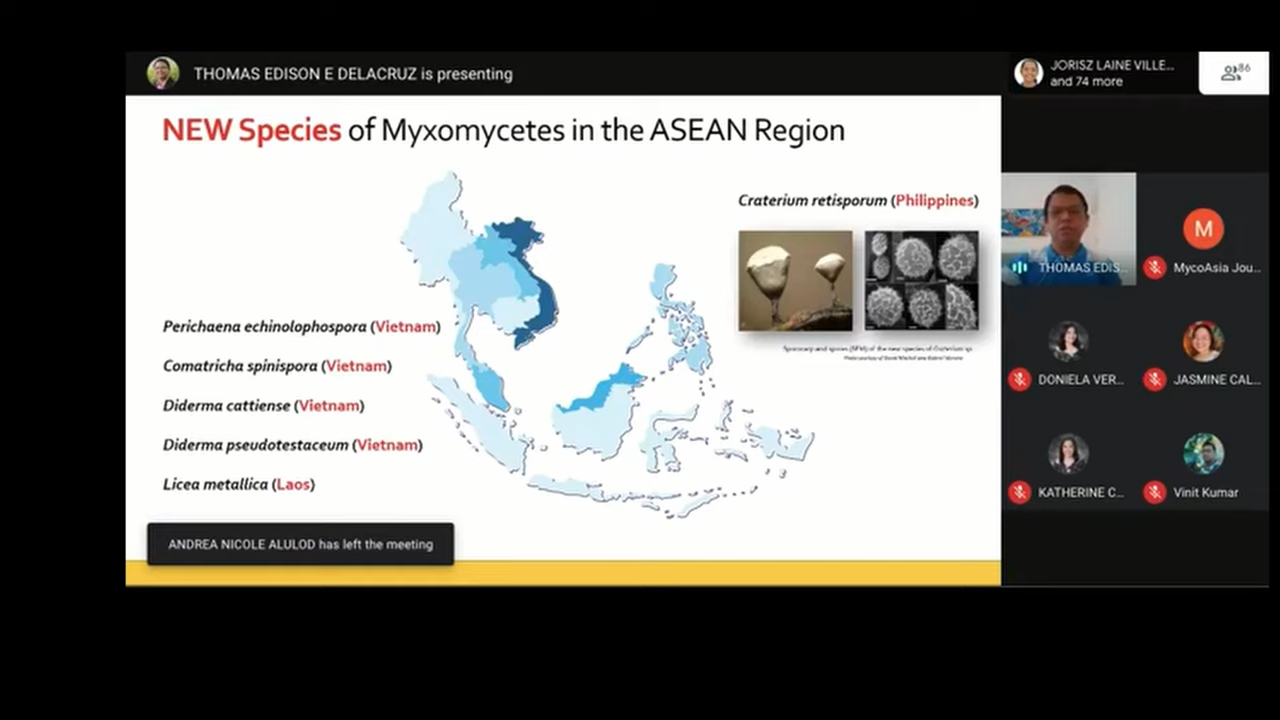 THOMAS EDISON E DELACRUZ is presenting
JORISZ LAINE VILLE...
and 74 more
86
NEW Species of Myxomycetes in the ASEAN Region
Craterium retisporum (Philippines)
Perichaena echinolophospora (Vietnam)
Comatricha spinispora (Vietnam)
Diderma cattiense (Vietnam)
Diderma pseudotestaceum (Vietnam)
Licea metallica (Laos)
ANDREA NICOLE ALULOD has left the meeting
THOMAS EDIS...
M
MycoAsia Jou...
DONIELA VER...
JASMINE CAL...
KATHERINE C...
Vinit Kumar